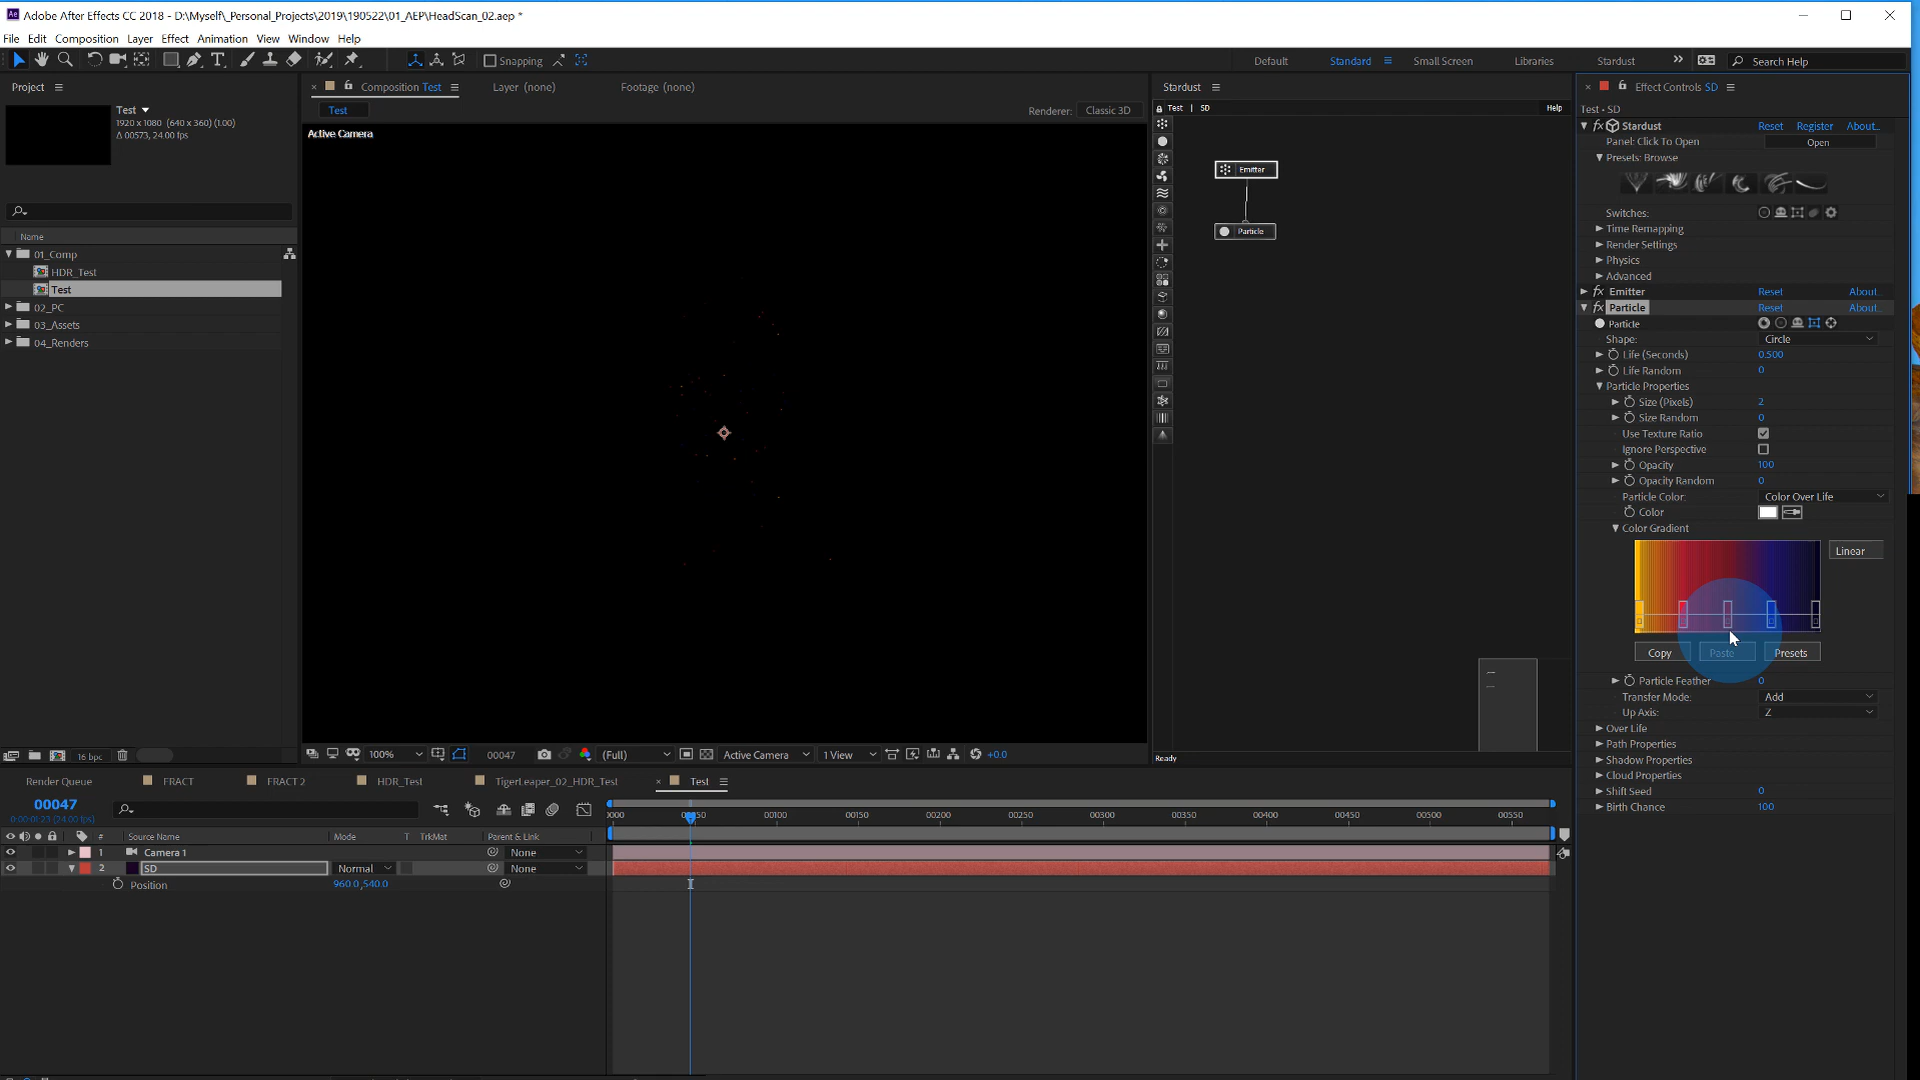 Adobe After Effects CC 2018 - D:\Myself\_Personal_Projects\2019\190522\01_AEP\HeadScan_02.aep *
File Edit Composition Layer Effect Animation View Window Help
Snapping Default Standard Small Screen Libraries Stardust Search Help
Project
Test
1920 x 1080 (640 x 360) (1.00)
Δ 00573, 24.00 fps
Name
01_Comp
HDR_Test
Test
02_PC
03_Assets
04_Renders
16 bpc
Composition Test Layer (none) Footage (none)
Test
Renderer: Classic 3D
Active Camera
100% 00047 (Full) Active Camera 1 View +0.0
Stardust
Test | SD Help
Emitter
Particle
Ready
Effect Controls SD
Test • SD
Stardust Reset Register About...
Panel: Click To Open Open
Presets: Browse
Switches:
Time Remapping
Render Settings
Physics
Advanced
Emitter Reset About...
Particle Reset About...
Particle
Shape: Circle
Life (Seconds) 0.500
Life Random 0
Particle Properties
Size (Pixels) 2
Size Random 0
Use Texture Ratio
Ignore Perspective
Opacity 100
Opacity Random 0
Particle Color: Color Over Life
Color
Color Gradient
Linear
Copy Paste Presets
Particle Feather 0
Transfer Mode: Add
Up Axis: Z
Over Life
Path Properties
Shadow Properties
Cloud Properties
Shift Seed 0
Birth Chance 100
Render Queue FRACT FRACT 2 HDR_Test TigerLeaper_02_HDR_Test Test
00047
0:00:01:23 (24.00 fps)
0000 00050 00100 00150 00200 00250 00300 00350 00400 00450 00500 00550
# Source Name Mode T TrkMat Parent & Link
1 Camera 1 None
2 SD Normal None
Position 960.0,540.0